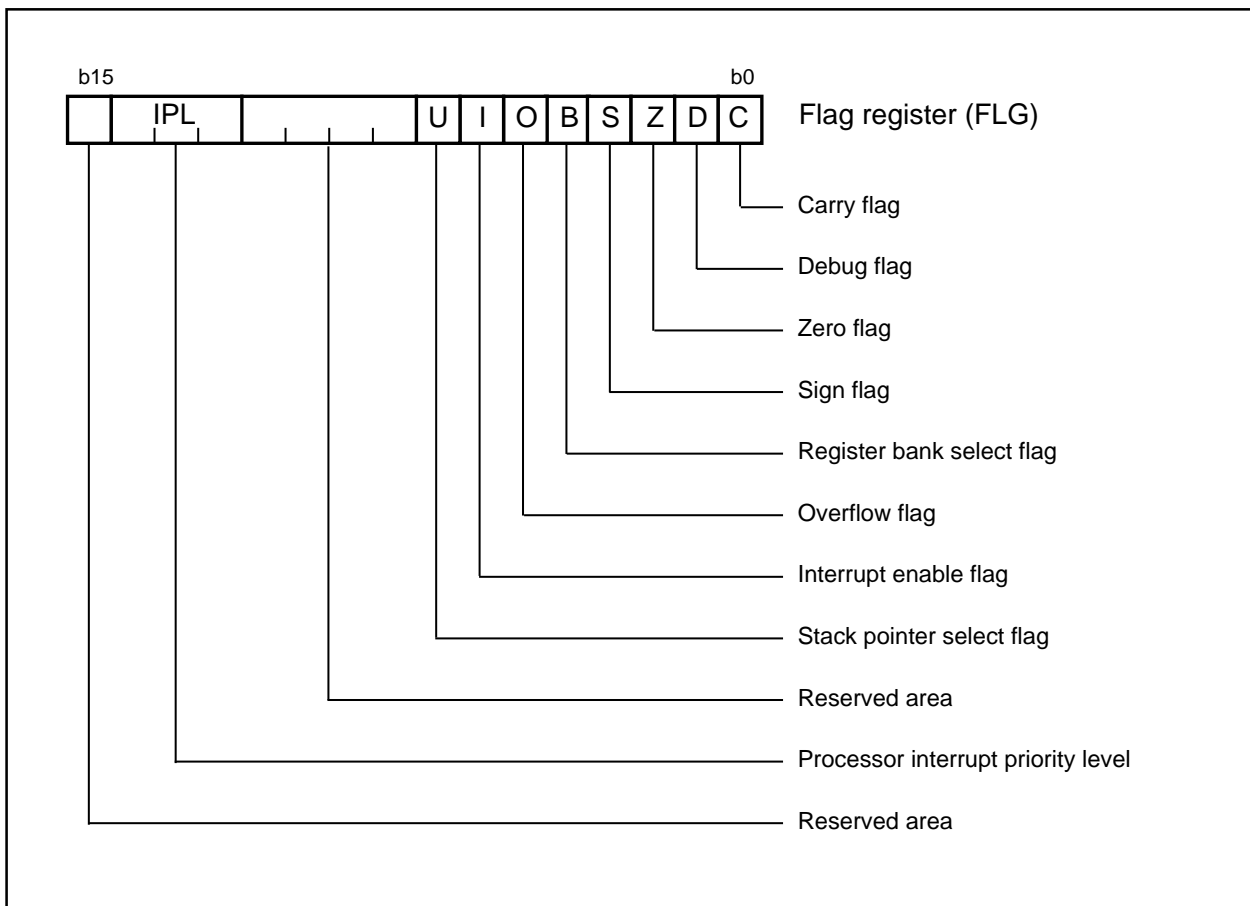 b15 b0
IPL U I O B S Z D C Flag register (FLG)
Carry flag
Debug flag
Zero flag
Sign flag
Register bank select flag
Overflow flag
Interrupt enable flag
Stack pointer select flag
Reserved area
Processor interrupt priority level
Reserved area